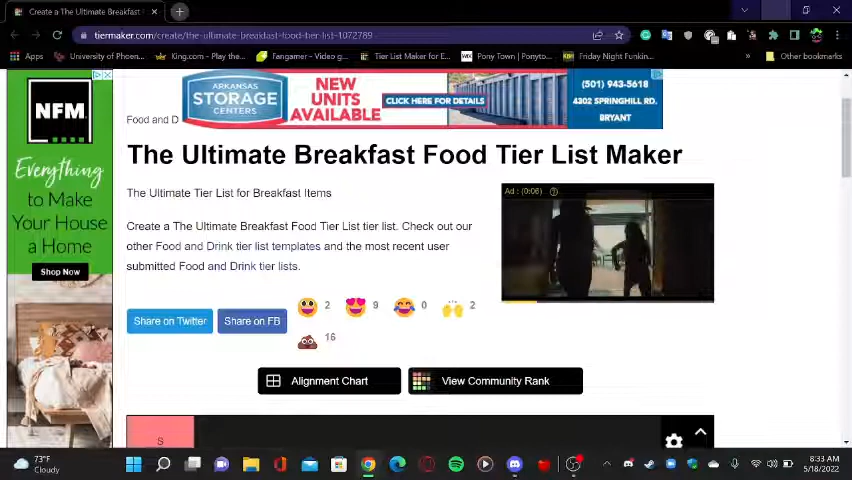 Create a The Ultimate Breakfast
tiermaker.com/create/the-ultimate-breakfast-food-tier-list-1072789
Apps
University of Phoen...
King.com - Play the...
Fangamer - Video g...
Tier List Maker for E...
Pony Town | Ponyto...
Friday Night Funkin...
Other bookmarks
ARKANSAS
STORAGE
CENTERS
NEW
UNITS
AVAILABLE
CLICK HERE FOR DETAILS
(501) 943-5618
4302 SPRINGHILL RD.
BRYANT
NFM
Everything
to Make
Your House
a Home
Shop Now
Food and D
The Ultimate Breakfast Food Tier List Maker
The Ultimate Tier List for Breakfast Items
Create a The Ultimate Breakfast Food Tier List tier list. Check out our
other Food and Drink tier list templates and the most recent user
submitted Food and Drink tier lists.
Ad : (0:06)
Share on Twitter
Share on FB
2
9
0
2
16
Alignment Chart
View Community Rank
S
73°F
Cloudy
8:33 AM
5/18/2022